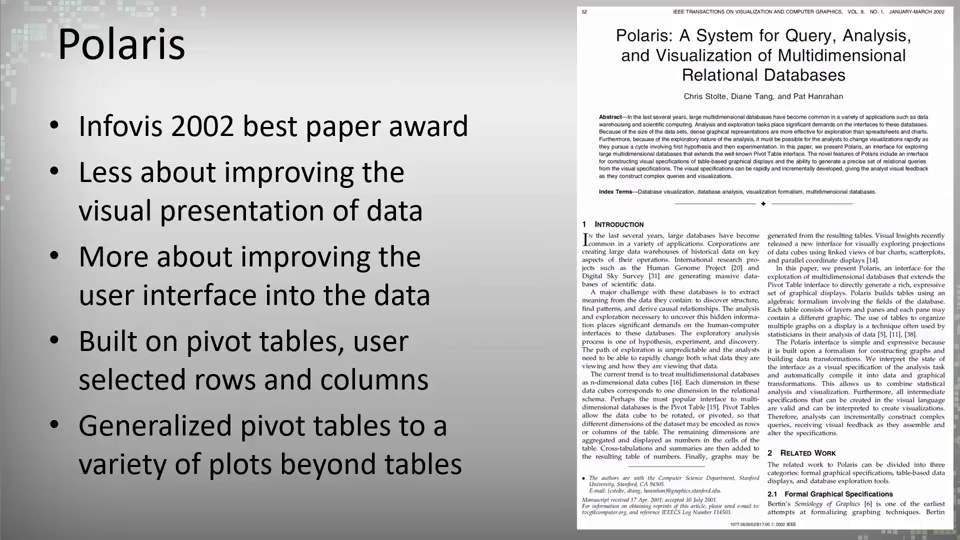 Polaris
• Infovis 2002 best paper award
• Less about improving the
visual presentation of data
• More about improving the
user interface into the data
• Built on pivot tables, user
selected rows and columns
• Generalized pivot tables to a
variety of plots beyond tables
52
IEEE TRANSACTIONS ON VISUALIZATION AND COMPUTER GRAPHICS, VOL. 8, NO. 1, JANUARY-MARCH 2002
Polaris: A System for Query, Analysis,
and Visualization of Multidimensional
Relational Databases
Chris Stolte, Diane Tang, and Pat Hanrahan
Abstract—In the last several years, large multidimensional databases have become common in a variety of applications such as data
warehousing and scientific computing. Analysis and exploration tasks place significant demands on the interfaces to these databases.
Because of the size of the data sets, dense graphical representations are more effective for exploration than spreadsheets and charts.
Furthermore, because of the exploratory nature of the analysis, it must be possible for the analysts to change visualizations rapidly as
they pursue a cycle involving first hypothesis and then experimentation. In this paper, we present Polaris, an interface for exploring
large multidimensional databases that extends the well-known Pivot Table interface. The novel features of Polaris include an interface
for constructing visual specifications of table-based graphical displays and the ability to generate a precise set of relational queries
from the visual specifications. The visual specifications can be rapidly and incrementally developed, giving the analyst visual feedback
as they construct complex queries and visualizations.
Index Terms—Database visualization, database analysis, visualization formalism, multidimensional databases.
1 INTRODUCTION
IN the last several years, large databases have become
common in a variety of applications. Corporations are
creating large data warehouses of historical data on key
aspects of their operations. International research pro-
jects such as the Human Genome Project [20] and
Digital Sky Survey [31] are generating massive data-
bases of scientific data.
A major challenge with these databases is to extract
meaning from the data they contain: to discover structure,
find patterns, and derive causal relationships. The analysis
and exploration necessary to uncover this hidden informa-
tion places significant demands on the human-computer
interfaces to these databases. The exploratory analysis
process is one of hypothesis, experiment, and discovery.
The path of exploration is unpredictable and the analysts
need to be able to rapidly change both what data they are
viewing and how they are viewing that data.
The current trend is to treat multidimensional databases
as n-dimensional data cubes [16]. Each dimension in these
data cubes corresponds to one dimension in the relational
schema. Perhaps the most popular interface to multi-
dimensional databases is the Pivot Table [15]. Pivot Tables
allow the data cube to be rotated, or pivoted, so that
different dimensions of the dataset may be encoded as rows
or columns of the table. The remaining dimensions are
aggregated and displayed as numbers in the cells of the
table. Cross-tabulations and summaries are then added to
the resulting table of numbers. Finally, graphs may be
• The authors are with the Computer Science Department, Stanford
University, Stanford, CA 94305.
E-mail: {cstolte, dtang, hanrahan}@graphics.stanford.edu.
Manuscript received 17 Apr. 2001; accepted 10 July 2001.
For information on obtaining reprints of this article, please send e-mail to:
tvcg@computer.org, and reference IEEECS Log Number 114503.
generated from the resulting tables. Visual Insights recently
released a new interface for visually exploring projections
of data cubes using linked views of bar charts, scatterplots,
and parallel coordinate displays [14].
In this paper, we present Polaris, an interface for the
exploration of multidimensional databases that extends the
Pivot Table interface to directly generate a rich, expressive
set of graphical displays. Polaris builds tables using an
algebraic formalism involving the fields of the database.
Each table consists of layers and panes and each pane may
contain a different graphic. The use of tables to organize
multiple graphs on a display is a technique often used by
statisticians in their analysis of data [5], [11], [38].
The Polaris interface is simple and expressive because
it is built upon a formalism for constructing graphs and
building data transformations. We interpret the state of
the interface as a visual specification of the analysis task
and automatically compile it into data and graphical
transformations. This allows us to combine statistical
analysis and visualization. Furthermore, all intermediate
specifications that can be created in the visual language
are valid and can be interpreted to create visualizations.
Therefore, analysts can incrementally construct complex
queries, receiving visual feedback as they assemble and
alter the specifications.
2 RELATED WORK
The related work to Polaris can be divided into three
categories: formal graphical specifications, table-based data
displays, and database exploration tools.
2.1 Formal Graphical Specifications
Bertin's Semiology of Graphics [6] is one of the earliest
attempts at formalizing graphing techniques. Bertin
1077-2626/02/$17.00 © 2002 IEEE